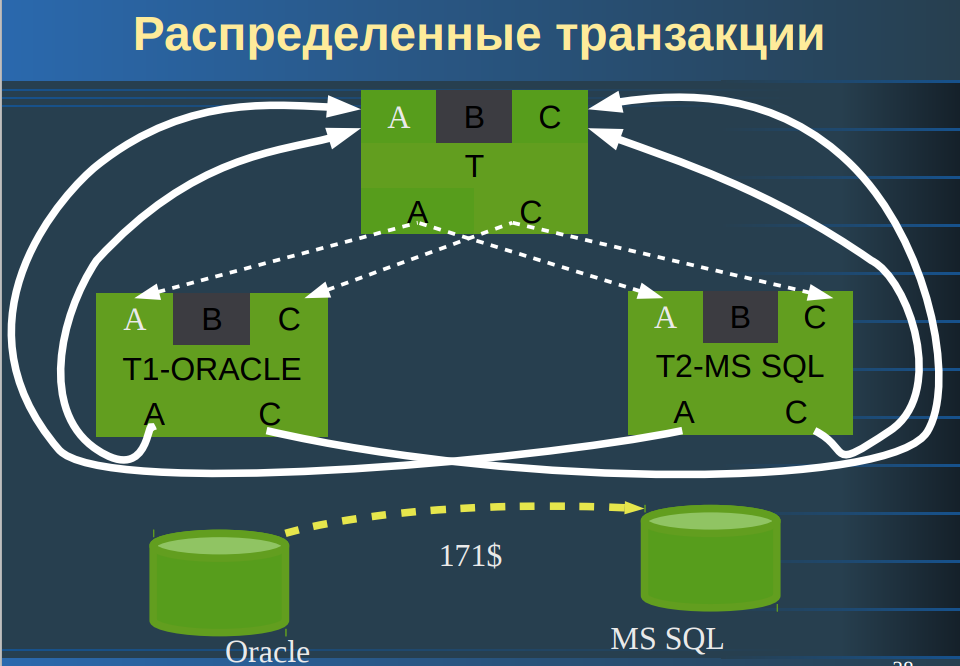 Распределенные транзакции
A B C
T
A C
A B C
T1-ORACLE
A C
A B C
T2-MS SQL
A C
171$
Oracle
MS SQL